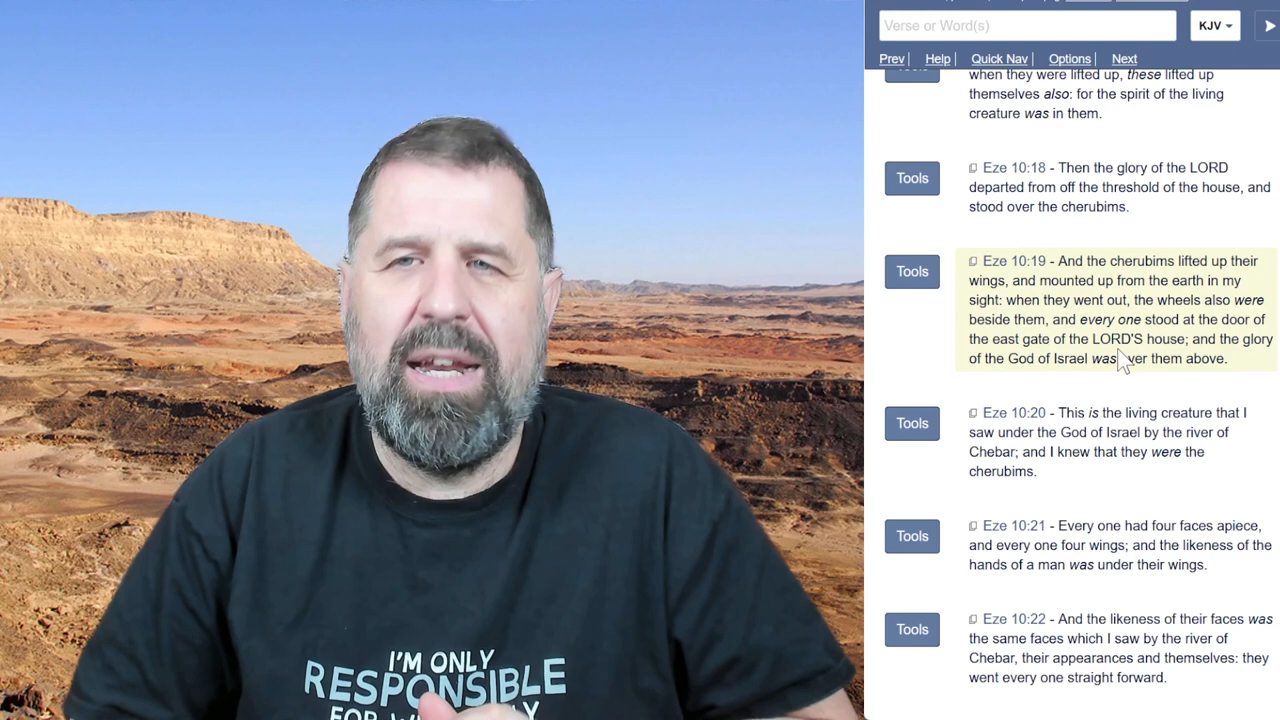 Verse or Word(s)
KJV
Prev
Help
Quick Nav
Options
Next
when they were lifted up, these lifted up
themselves also: for the spirit of the living
creature was in them.
Tools
Eze 10:18 - Then the glory of the LORD
departed from off the threshold of the house, and
stood over the cherubims.
Tools
Eze 10:19 - And the cherubims lifted up their
wings, and mounted up from the earth in my
sight: when they went out, the wheels also were
beside them, and every one stood at the door of
the east gate of the LORD'S house; and the glory
of the God of Israel was over them above.
Tools
Eze 10:20 - This is the living creature that I
saw under the God of Israel by the river of
Chebar; and I knew that they were the
cherubims.
Tools
Eze 10:21 - Every one had four faces apiece,
and every one four wings; and the likeness of the
hands of a man was under their wings.
Tools
Eze 10:22 - And the likeness of their faces was
the same faces which I saw by the river of
Chebar, their appearances and themselves: they
went every one straight forward.
I'M ONLY
RESPONSIBLE
FOR